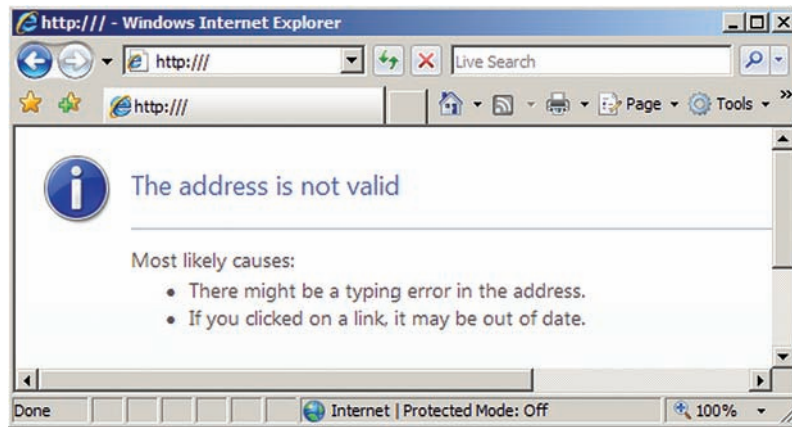 http:/// - Windows Internet Explorer
http:///
Live Search
http:///
Page
Tools
The address is not valid
Most likely causes:
• There might be a typing error in the address.
• If you clicked on a link, it may be out of date.
Done
Internet | Protected Mode: Off
100%